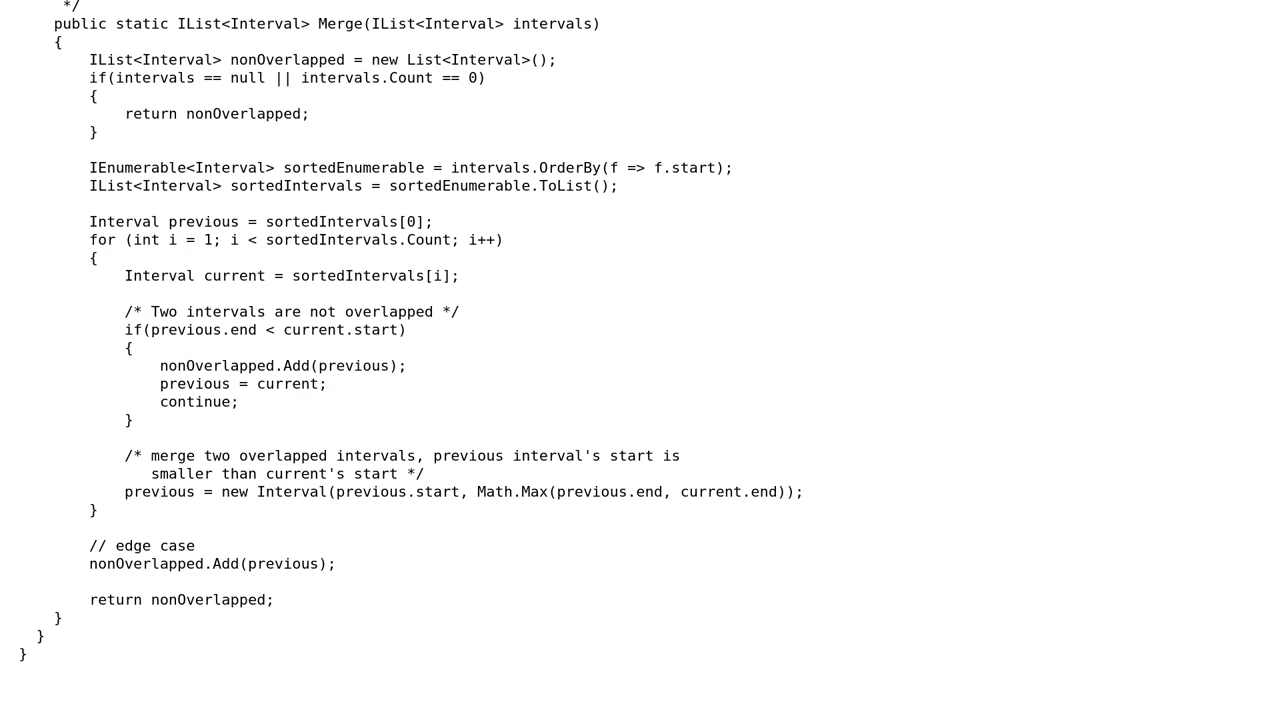 */
public static IList<Interval> Merge(IList<Interval> intervals)
{
IList<Interval> nonOverlapped = new List<Interval>();
if(intervals == null || intervals.Count == 0)
{
return nonOverlapped;
}
IEnumerable<Interval> sortedEnumerable = intervals.OrderBy(f => f.start);
IList<Interval> sortedIntervals = sortedEnumerable.ToList();
Interval previous = sortedIntervals[0];
for (int i = 1; i < sortedIntervals.Count; i++)
{
Interval current = sortedIntervals[i];
/* Two intervals are not overlapped */
if(previous.end < current.start)
{
nonOverlapped.Add(previous);
previous = current;
continue;
}
/* merge two overlapped intervals, previous interval's start is
smaller than current's start */
previous = new Interval(previous.start, Math.Max(previous.end, current.end));
}
// edge case
nonOverlapped.Add(previous);
return nonOverlapped;
}
}
}